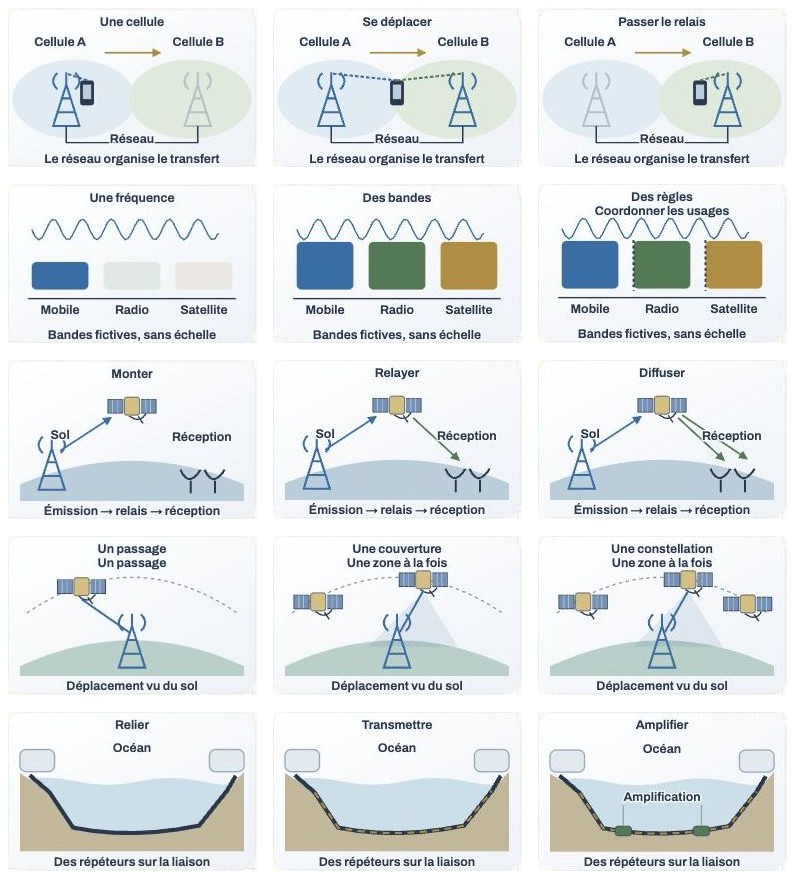 Une cellule
Cellule A
Cellule B
Réseau
Le réseau organise le transfert
Se déplacer
Cellule A
Cellule B
Réseau
Le réseau organise le transfert
Passer le relais
Cellule A
Cellule B
Réseau
Le réseau organise le transfert
Une fréquence
Mobile
Radio
Satellite
Bandes fictives, sans échelle
Des bandes
Mobile
Radio
Satellite
Bandes fictives, sans échelle
Des règles
Coordonner les usages
Mobile
Radio
Satellite
Bandes fictives, sans échelle
Monter
Sol
Réception
Émission → relais → réception
Relayer
Sol
Réception
Émission → relais → réception
Diffuser
Sol
Réception
Émission → relais → réception
Un passage
Un passage
Déplacement vu du sol
Une couverture
Une zone à la fois
Déplacement vu du sol
Une constellation
Une zone à la fois
Déplacement vu du sol
Relier
Océan
Des répéteurs sur la liaison
Transmettre
Océan
Des répéteurs sur la liaison
Amplifier
Océan
Amplification
Des répéteurs sur la liaison